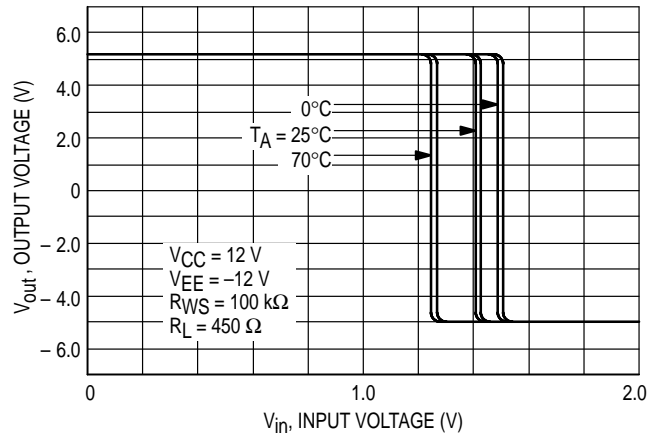 6.0
4.0
2.0
0
– 2.0
– 4.0
– 6.0
Vout, OUTPUT VOLTAGE (V)
0°C
TA = 25°C
70°C
VCC = 12 V
VEE = –12 V
RWS = 100 kΩ
RL = 450 Ω
0
1.0
2.0
Vin, INPUT VOLTAGE (V)